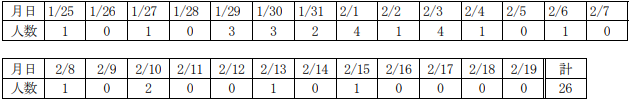 月日 1/25 1/26 1/27 1/28 1/29 1/30 1/31 2/1 2/2 2/3 2/4 2/5 2/6 2/7
人数 1 0 1 0 3 3 2 4 1 4 1 0 1 0
月日 2/8 2/9 2/10 2/11 2/12 2/13 2/14 2/15 2/16 2/17 2/18 2/19 計
人数 1 0 2 0 0 1 0 1 0 0 0 0 26